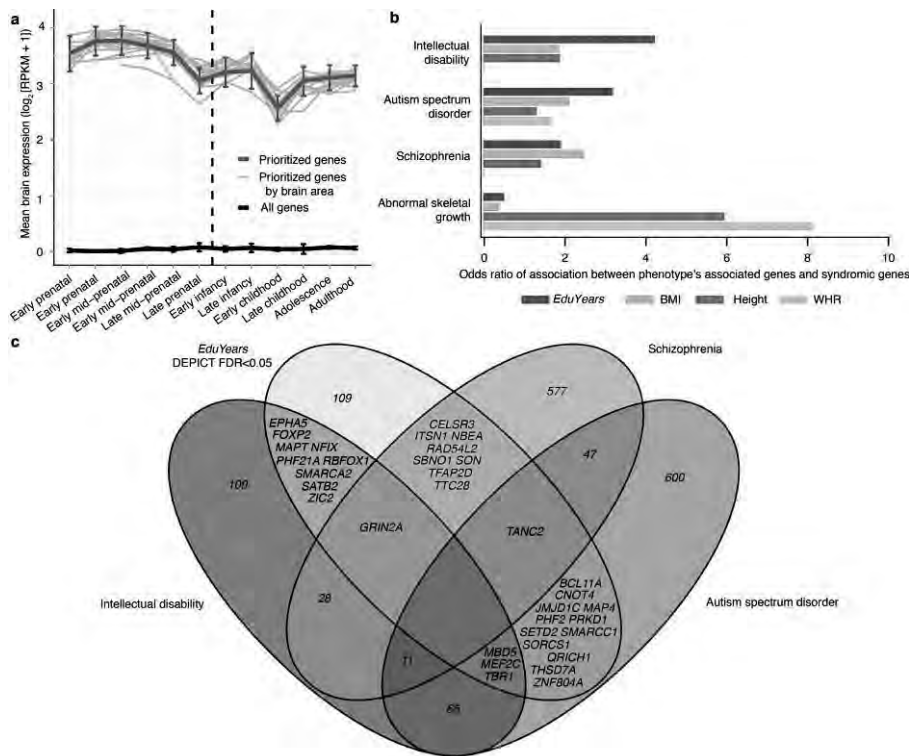 a
Mean brain expression (log2 [RPKM + 1])
4
3
2
1
0
Prioritized genes
Prioritized genes
by brain area
All genes
Early prenatal
Early prenatal
Early mid–prenatal
Early mid–prenatal
Late mid–prenatal
Late prenatal
Early infancy
Late infancy
Early childhood
Late childhood
Adolescence
Adulthood
b
Intellectual
disability
Autism spectrum
disorder
Schizophrenia
Abnormal skeletal
growth
0 2 4 6 8 10
Odds ratio of association between phenotype's associated genes and syndromic genes
EduYears BMI Height WHR
c
EduYears
DEPICT FDR<0.05
Schizophrenia
109
577
EPHA5
FOXP2
MAPT NFIX
PHF21A RBFOX1
SMARCA2
SATB2
ZIC2
CELSR3
ITSN1 NBEA
RAD54L2
SBNO1 SON
TFAP2D
TTC28
47
100
600
GRIN2A
TANC2
Intellectual disability
28
BCL11A
CNOT4
JMJD1C MAP4
PHF2 PRKD1
SETD2 SMARCC1
SORCS1
QRICH1
THSD7A
ZNF804A
Autism spectrum disorder
11
MBD5
MEF2C
TBR1
65